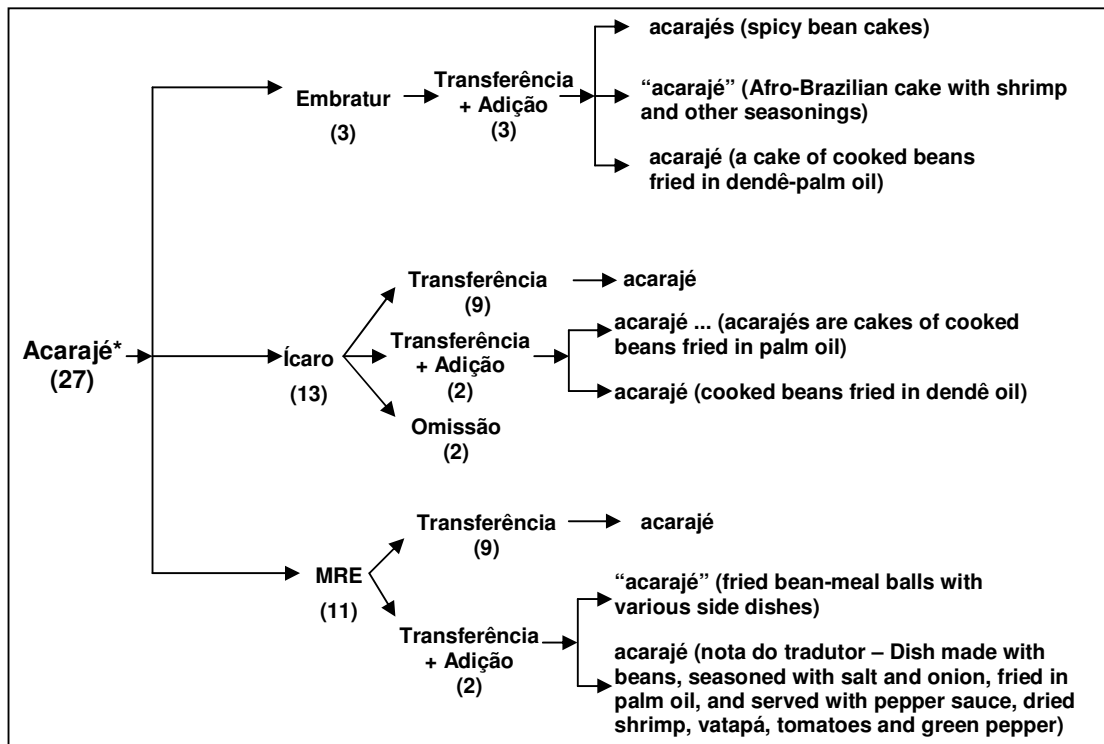 Acarajé*
(27)
Embratur
(3)
Transferência
+ Adição
(3)
acarajés (spicy bean cakes)
“acarajé” (Afro-Brazilian cake with shrimp
and other seasonings)
acarajé (a cake of cooked beans
fried in dendê-palm oil)
Ícaro
(13)
Transferência
(9)
acarajé
Transferência
+ Adição
(2)
acarajé ... (acarajés are cakes of cooked
beans fried in palm oil)
acarajé (cooked beans fried in dendê oil)
Omissão
(2)
MRE
(11)
Transferência
(9)
acarajé
Transferência
+ Adição
(2)
“acarajé” (fried bean-meal balls with
various side dishes)
acarajé (nota do tradutor – Dish made with
beans, seasoned with salt and onion, fried in
palm oil, and served with pepper sauce, dried
shrimp, vatapá, tomatoes and green pepper)